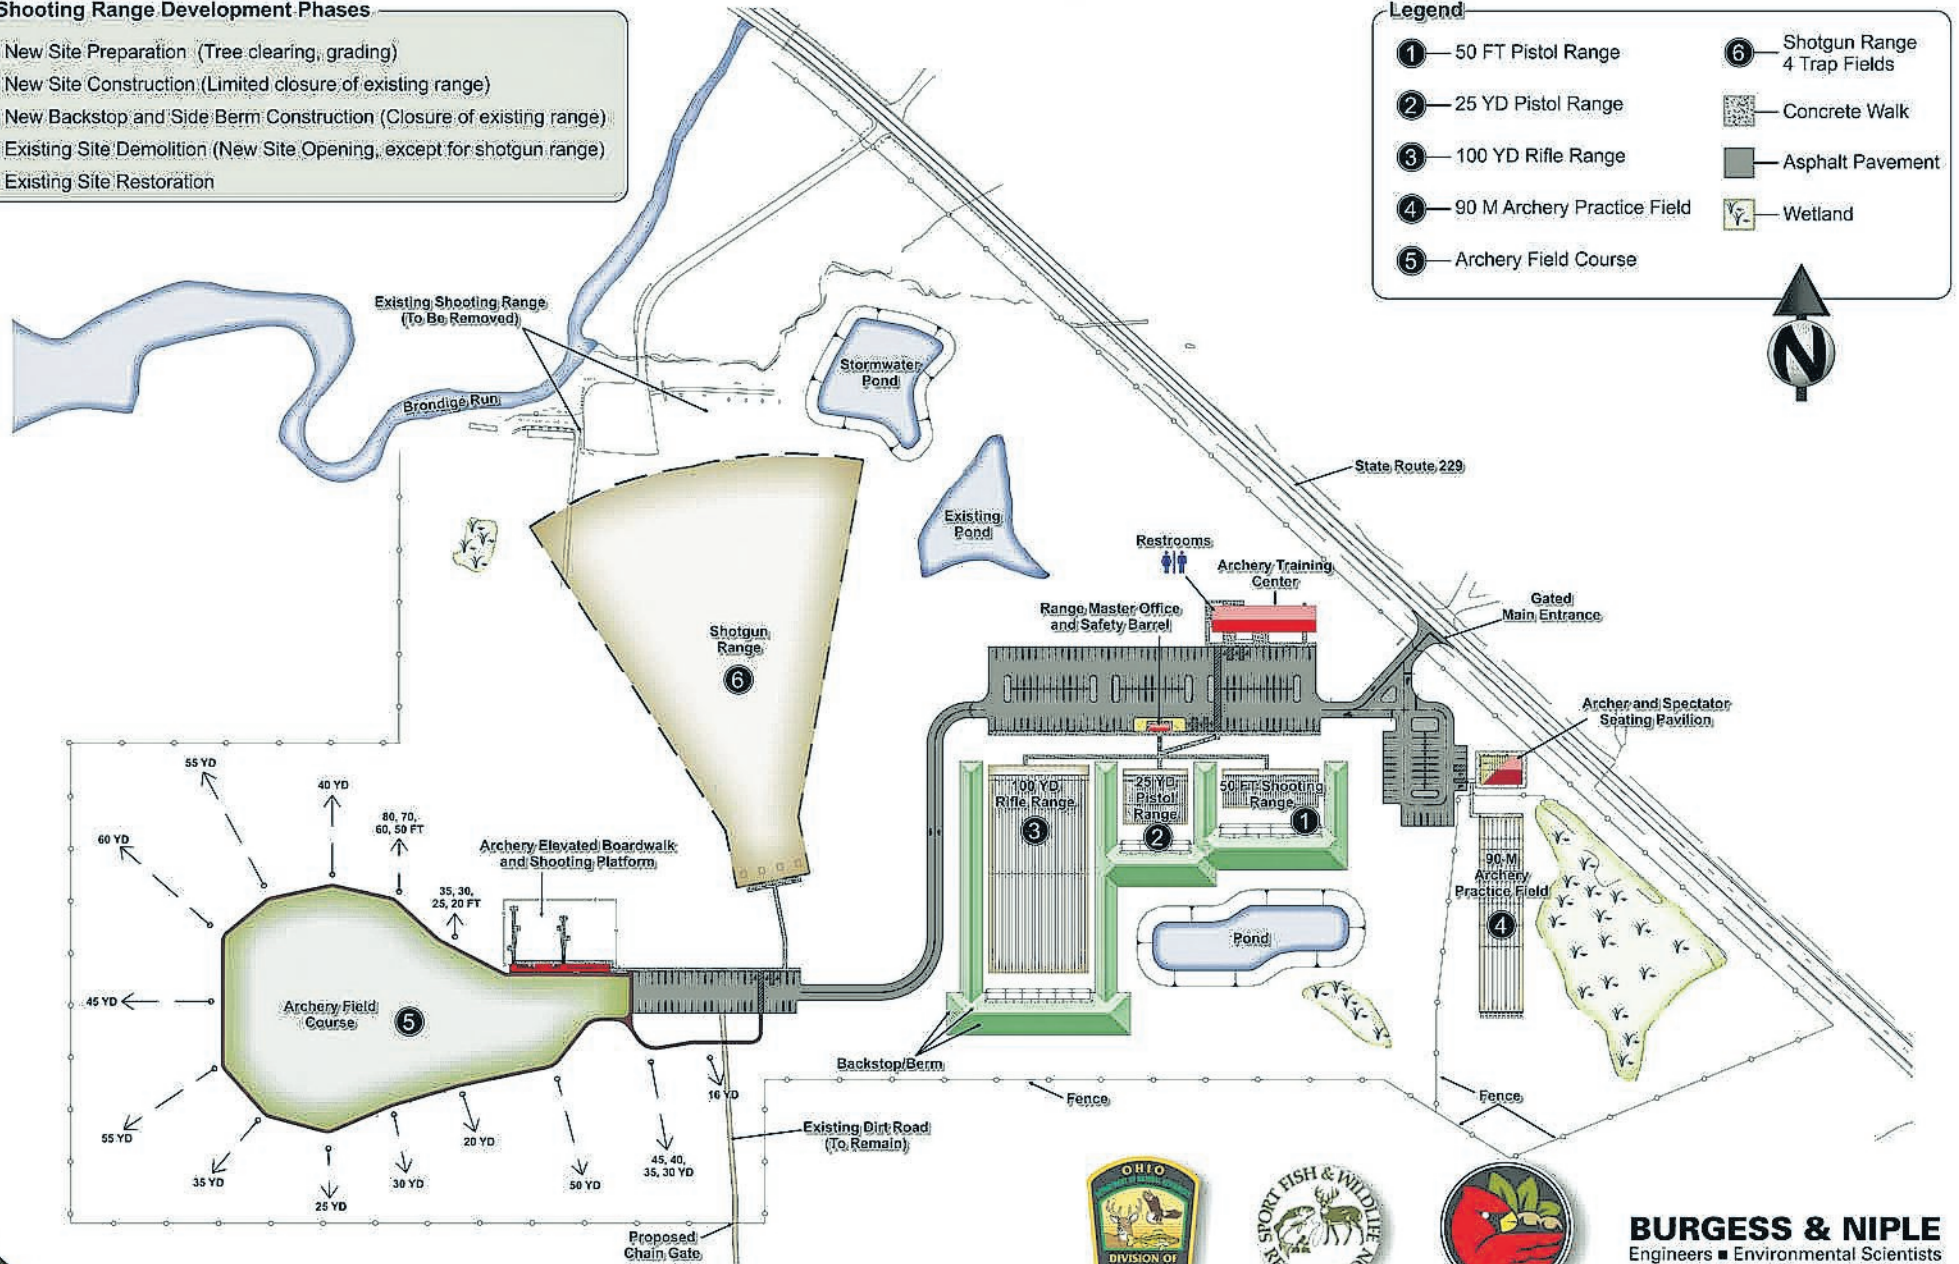 Shooting Range Development Phases
New Site Preparation (Tree clearing, grading)
New Site Construction (Limited closure of existing range)
New Backstop and Side Berm Construction (Closure of existing range)
Existing Site Demolition (New Site Opening, except for shotgun range)
Existing Site Restoration
Legend
1 50 FT Pistol Range
2 25 YD Pistol Range
3 100 YD Rifle Range
4 90 M Archery Practice Field
5 Archery Field Course
6 Shotgun Range
4 Trap Fields
Concrete Walk
Asphalt Pavement
Wetland
N
Existing Shooting Range
(To Be Removed)
Brondige Run
Stormwater
Pond
Existing
Pond
State Route 229
Restrooms
Archery Training
Center
Range Master Office
and Safety Barrel
Gated
Main Entrance
Archer and Spectator
Seating Pavilion
Shotgun
Range
6
100 YD
Rifle Range
3
25 YD
Pistol
Range
2
50 FT Shooting
Range
1
90 M
Archery
Practice Field
4
Pond
55 YD
40 YD
80, 70,
60, 50 FT
60 YD
35, 30,
25, 20 FT
Archery Elevated Boardwalk
and Shooting Platform
45 YD
Archery Field
Course
5
Backstop/Berm
16 YD
Fence
Fence
55 YD
20 YD
45, 40,
35, 30 YD
Existing Dirt Road
(To Remain)
35 YD
30 YD
50 YD
25 YD
Proposed
Chain Gate
OHIO
DIVISION OF
SPORT FISH & WILDLIFE
BURGESS & NIPLE
Engineers ■ Environmental Scientists